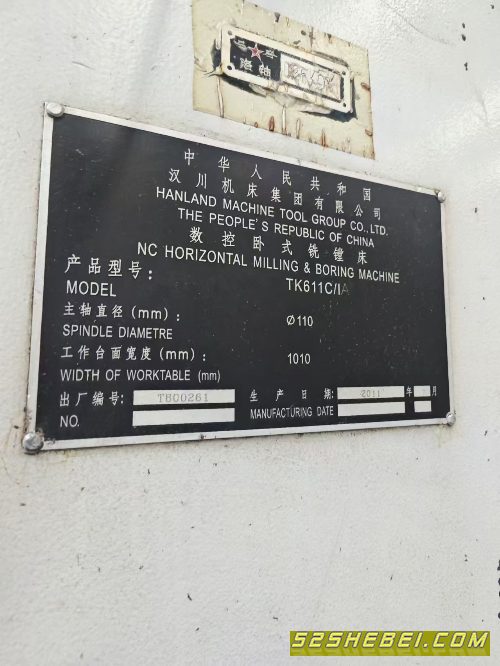 中华人民共和国
汉川机床集团有限公司
HANLAND MACHINE TOOL GROUP CO.,LTD.
THE PEOPLE'S REPUBLIC OF CHINA
数控卧式铣镗床
NC HORIZONTAL MILLING & BORING MACHINE
产品型号: TK611C/1A
MODEL
主轴直径(mm): Ø110
SPINDLE DIAMETRE
工作台面宽度(mm): 1010
WIDTH OF WORKTABLE (mm)
出厂编号: T8C0261 生产日期: 2011 年 月
NO. MANUFACTURING DATE
52SHEBEI.COM